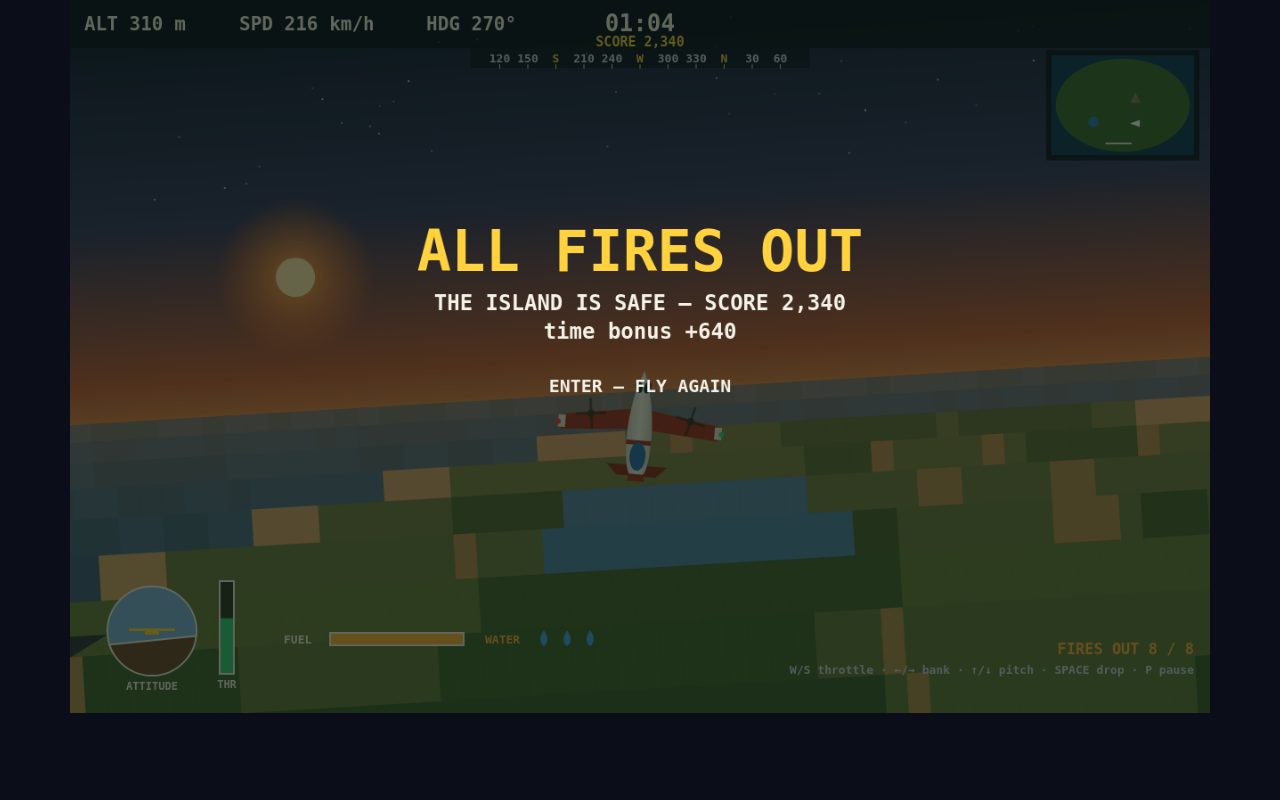 ALT 310 m SPD 216 km/h HDG 270° 01:04
SCORE 2,340
120 150 S 210 240 W 300 330 N 30 60
ALL FIRES OUT
THE ISLAND IS SAFE — SCORE 2,340
time bonus +640
ENTER — FLY AGAIN
FUEL WATER
FIRES OUT 8 / 8
W/S throttle · ←/→ bank · ↑/↓ pitch · SPACE drop · P pause
ATTITUDE THR